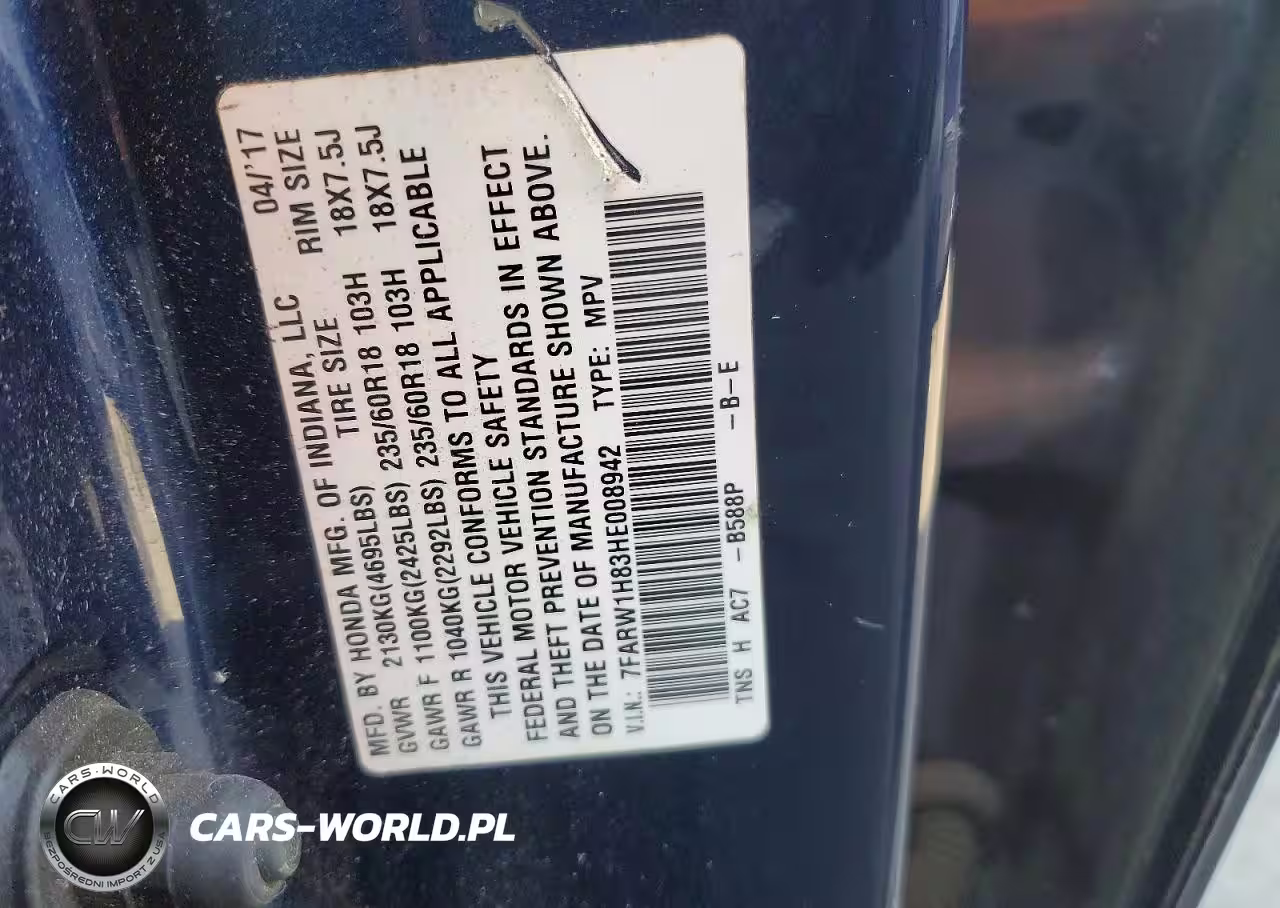 MFD. BY HONDA MFG. OF INDIANA, LLC 04/'17
GVWR 2130KG(4695LBS) TIRE SIZE RIM SIZE
GAWR F 1100KG(2425LBS) 235/60R18 103H 18X7.5J
GAWR R 1040KG(2292LBS) 235/60R18 103H 18X7.5J
THIS VEHICLE CONFORMS TO ALL APPLICABLE
FEDERAL MOTOR VEHICLE SAFETY
AND THEFT PREVENTION STANDARDS IN EFFECT
ON THE DATE OF MANUFACTURE SHOWN ABOVE.
V.I.N.: 7FARW1H83HE008942 TYPE: MPV
TNS H AC7 -B588P -B-E
CARS-WORLD
CW
BEZPOŚREDNI IMPORT Z USA
CARS-WORLD.PL